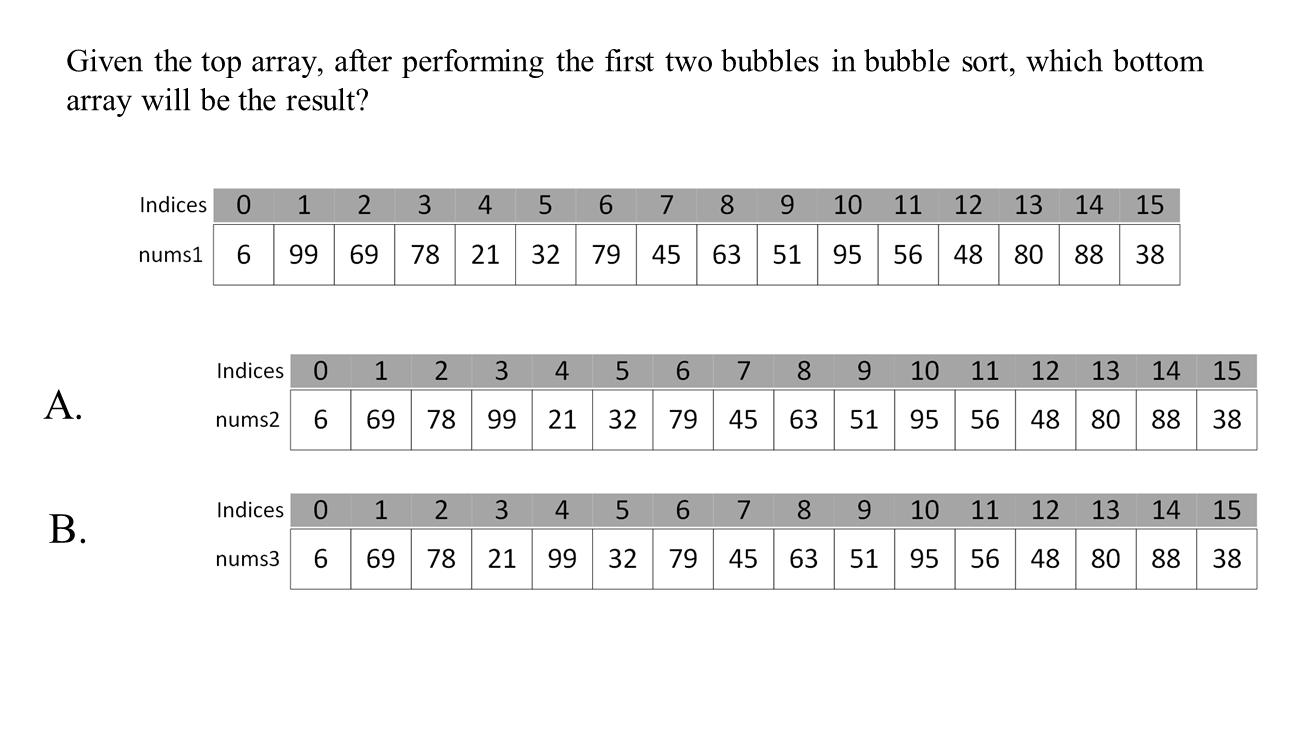 Given the top array, after performing the first two bubbles in bubble sort, which bottom
array will be the result?
Indices 0 1 2 3 4 5 6 7 8 9 10 11 12 13 14 15
nums1 6 99 69 78 21 32 79 45 63 51 95 56 48 80 88 38
A.
Indices 0 1 2 3 4 5 6 7 8 9 10 11 12 13 14 15
nums2 6 69 78 99 21 32 79 45 63 51 95 56 48 80 88 38
B.
Indices 0 1 2 3 4 5 6 7 8 9 10 11 12 13 14 15
nums3 6 69 78 21 99 32 79 45 63 51 95 56 48 80 88 38